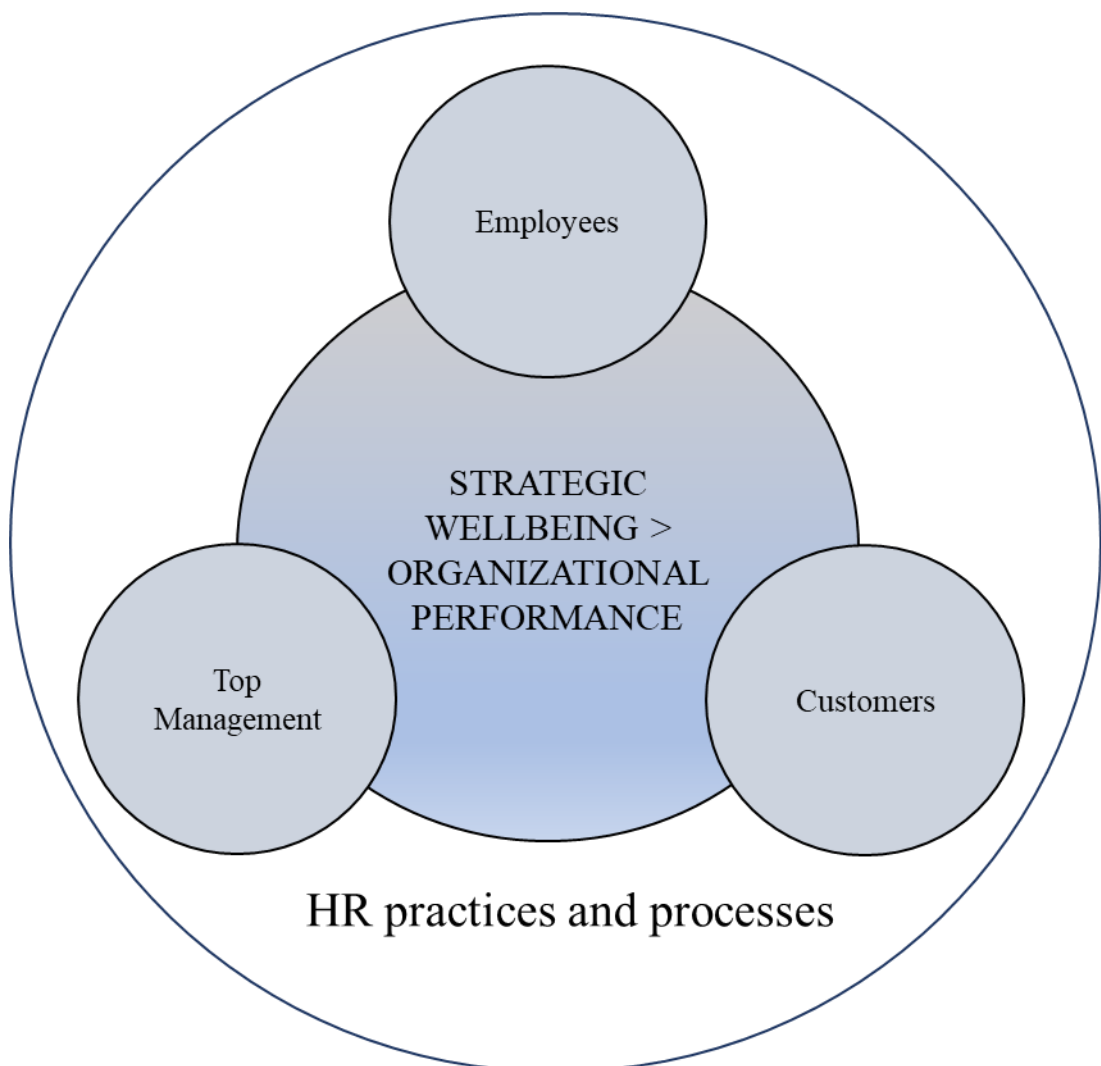 Employees
STRATEGIC
WELLBEING >
ORGANIZATIONAL
PERFORMANCE
Top
Management
Customers
HR practices and processes